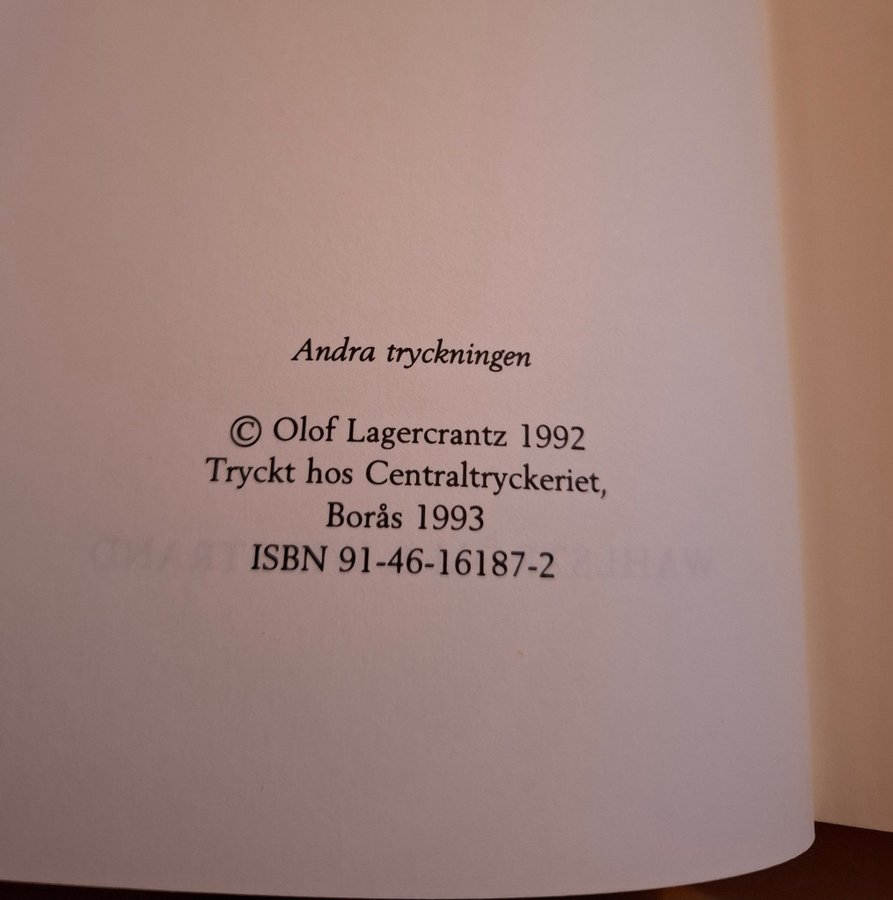 Andra tryckningen
© Olof Lagercrantz 1992
Tryckt hos Centraltryckeriet,
Borås 1993
ISBN 91-46-16187-2